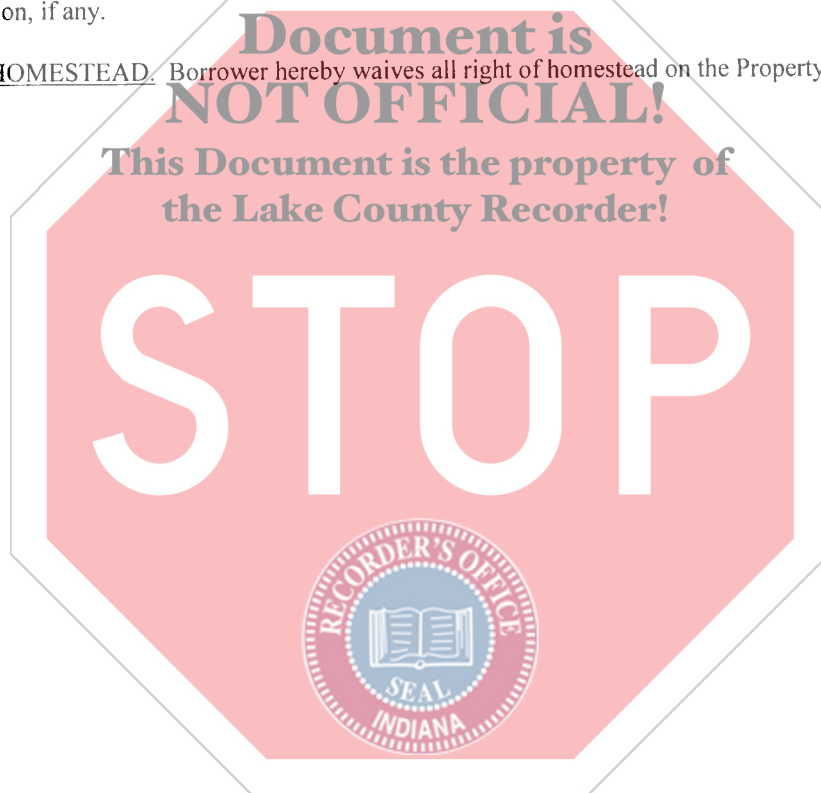 on, if any.
Document is
HOMESTEAD. Borrower hereby waives all right of homestead on the Property
NOT OFFICIAL!
This Document is the property of
the Lake County Recorder!
STOP
RECORDER'S OFFICE
SEAL
INDIANA